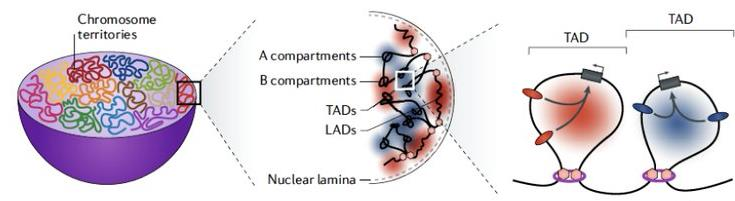 Chromosome
territories
A compartments
B compartments
TADs
LADs
Nuclear lamina
TAD
TAD